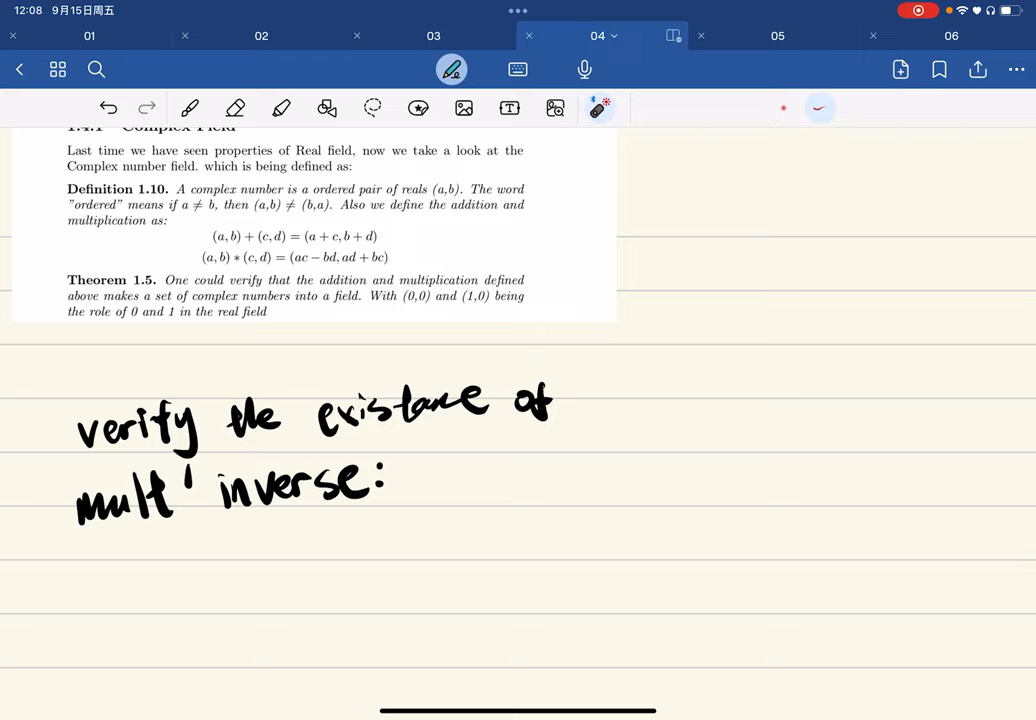 12:08 9月15日周五
01 02 03 04 05 06
1.4.1 Complex Field
Last time we have seen properties of Real field, now we take a look at the
Complex number field. which is being defined as:
Definition 1.10. A complex number is a ordered pair of reals (a,b). The word
"ordered" means if a ≠ b, then (a,b) ≠ (b,a). Also we define the addition and
multiplication as:
(a, b) + (c, d) = (a + c, b + d)
(a, b) ∗ (c, d) = (ac − bd, ad + bc)
Theorem 1.5. One could verify that the addition and multiplication defined
above makes a set of complex numbers into a field. With (0,0) and (1,0) being
the role of 0 and 1 in the real field
verify the existance of
mult' inverse: